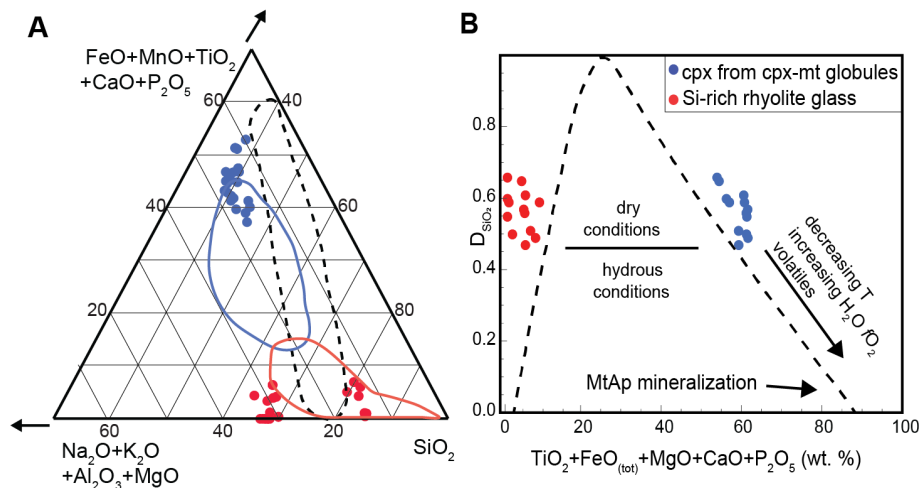 A
FeO+MnO+TiO₂
+CaO+P₂O₅
60
40
40
60
20
80
60
40
20
Na₂O+K₂O
+Al₂O₃+MgO
SiO₂
B
cpx from cpx-mt globules
Si-rich rhyolite glass
0.8
0.6
0.4
0.2
0.0
D_SiO₂
dry
conditions
hydrous
conditions
decreasing T
increasing H₂O fO₂
volatiles
MtAp mineralization
0
20
40
60
80
100
TiO₂+FeO₍tot₎+MgO+CaO+P₂O₅ (wt. %)